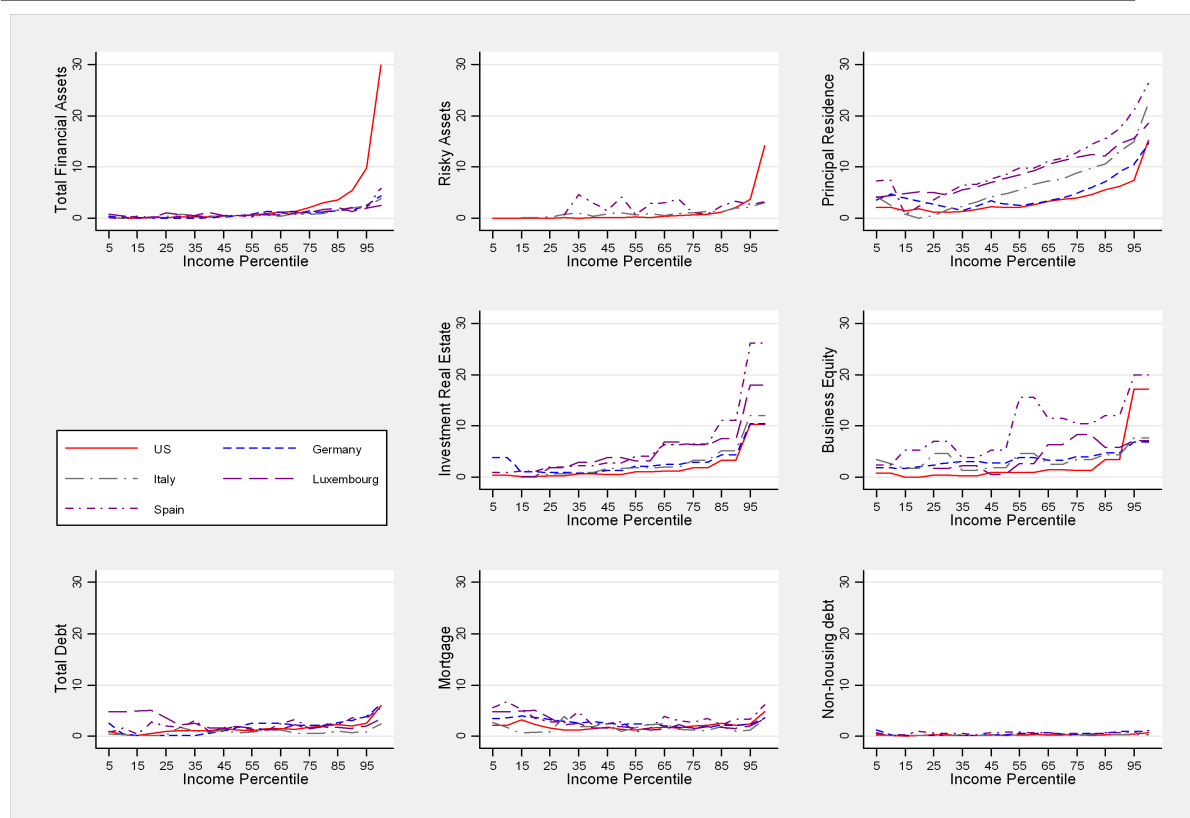 Total Financial Assets
0 10 20 30
5 15 25 35 45 55 65 75 85 95
Income Percentile
Risky Assets
0 10 20 30
5 15 25 35 45 55 65 75 85 95
Income Percentile
Principal Residence
0 10 20 30
5 15 25 35 45 55 65 75 85 95
Income Percentile
US
Germany
Italy
Luxembourg
Spain
Investment Real Estate
0 10 20 30
5 15 25 35 45 55 65 75 85 95
Income Percentile
Business Equity
0 10 20 30
5 15 25 35 45 55 65 75 85 95
Income Percentile
Total Debt
0 10 20 30
5 15 25 35 45 55 65 75 85 95
Income Percentile
Mortgage
0 10 20 30
5 15 25 35 45 55 65 75 85 95
Income Percentile
Non-housing debt
0 10 20 30
5 15 25 35 45 55 65 75 85 95
Income Percentile